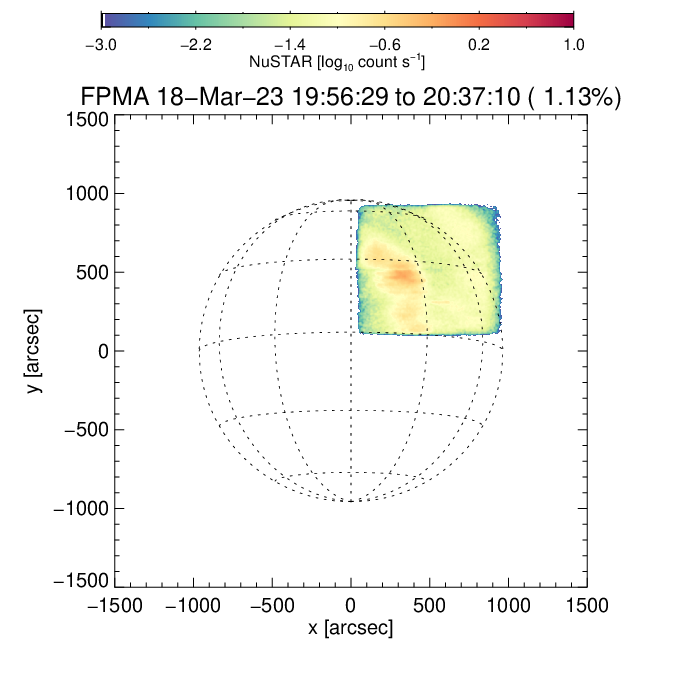 −3.0 −2.2 −1.4 −0.6 0.2 1.0
NuSTAR [log₁₀ count s⁻¹]
FPMA 18−Mar−23 19:56:29 to 20:37:10 ( 1.13%)
1500
1000
500
0
−500
−1000
−1500
y [arcsec]
−1500 −1000 −500 0 500 1000 1500
x [arcsec]